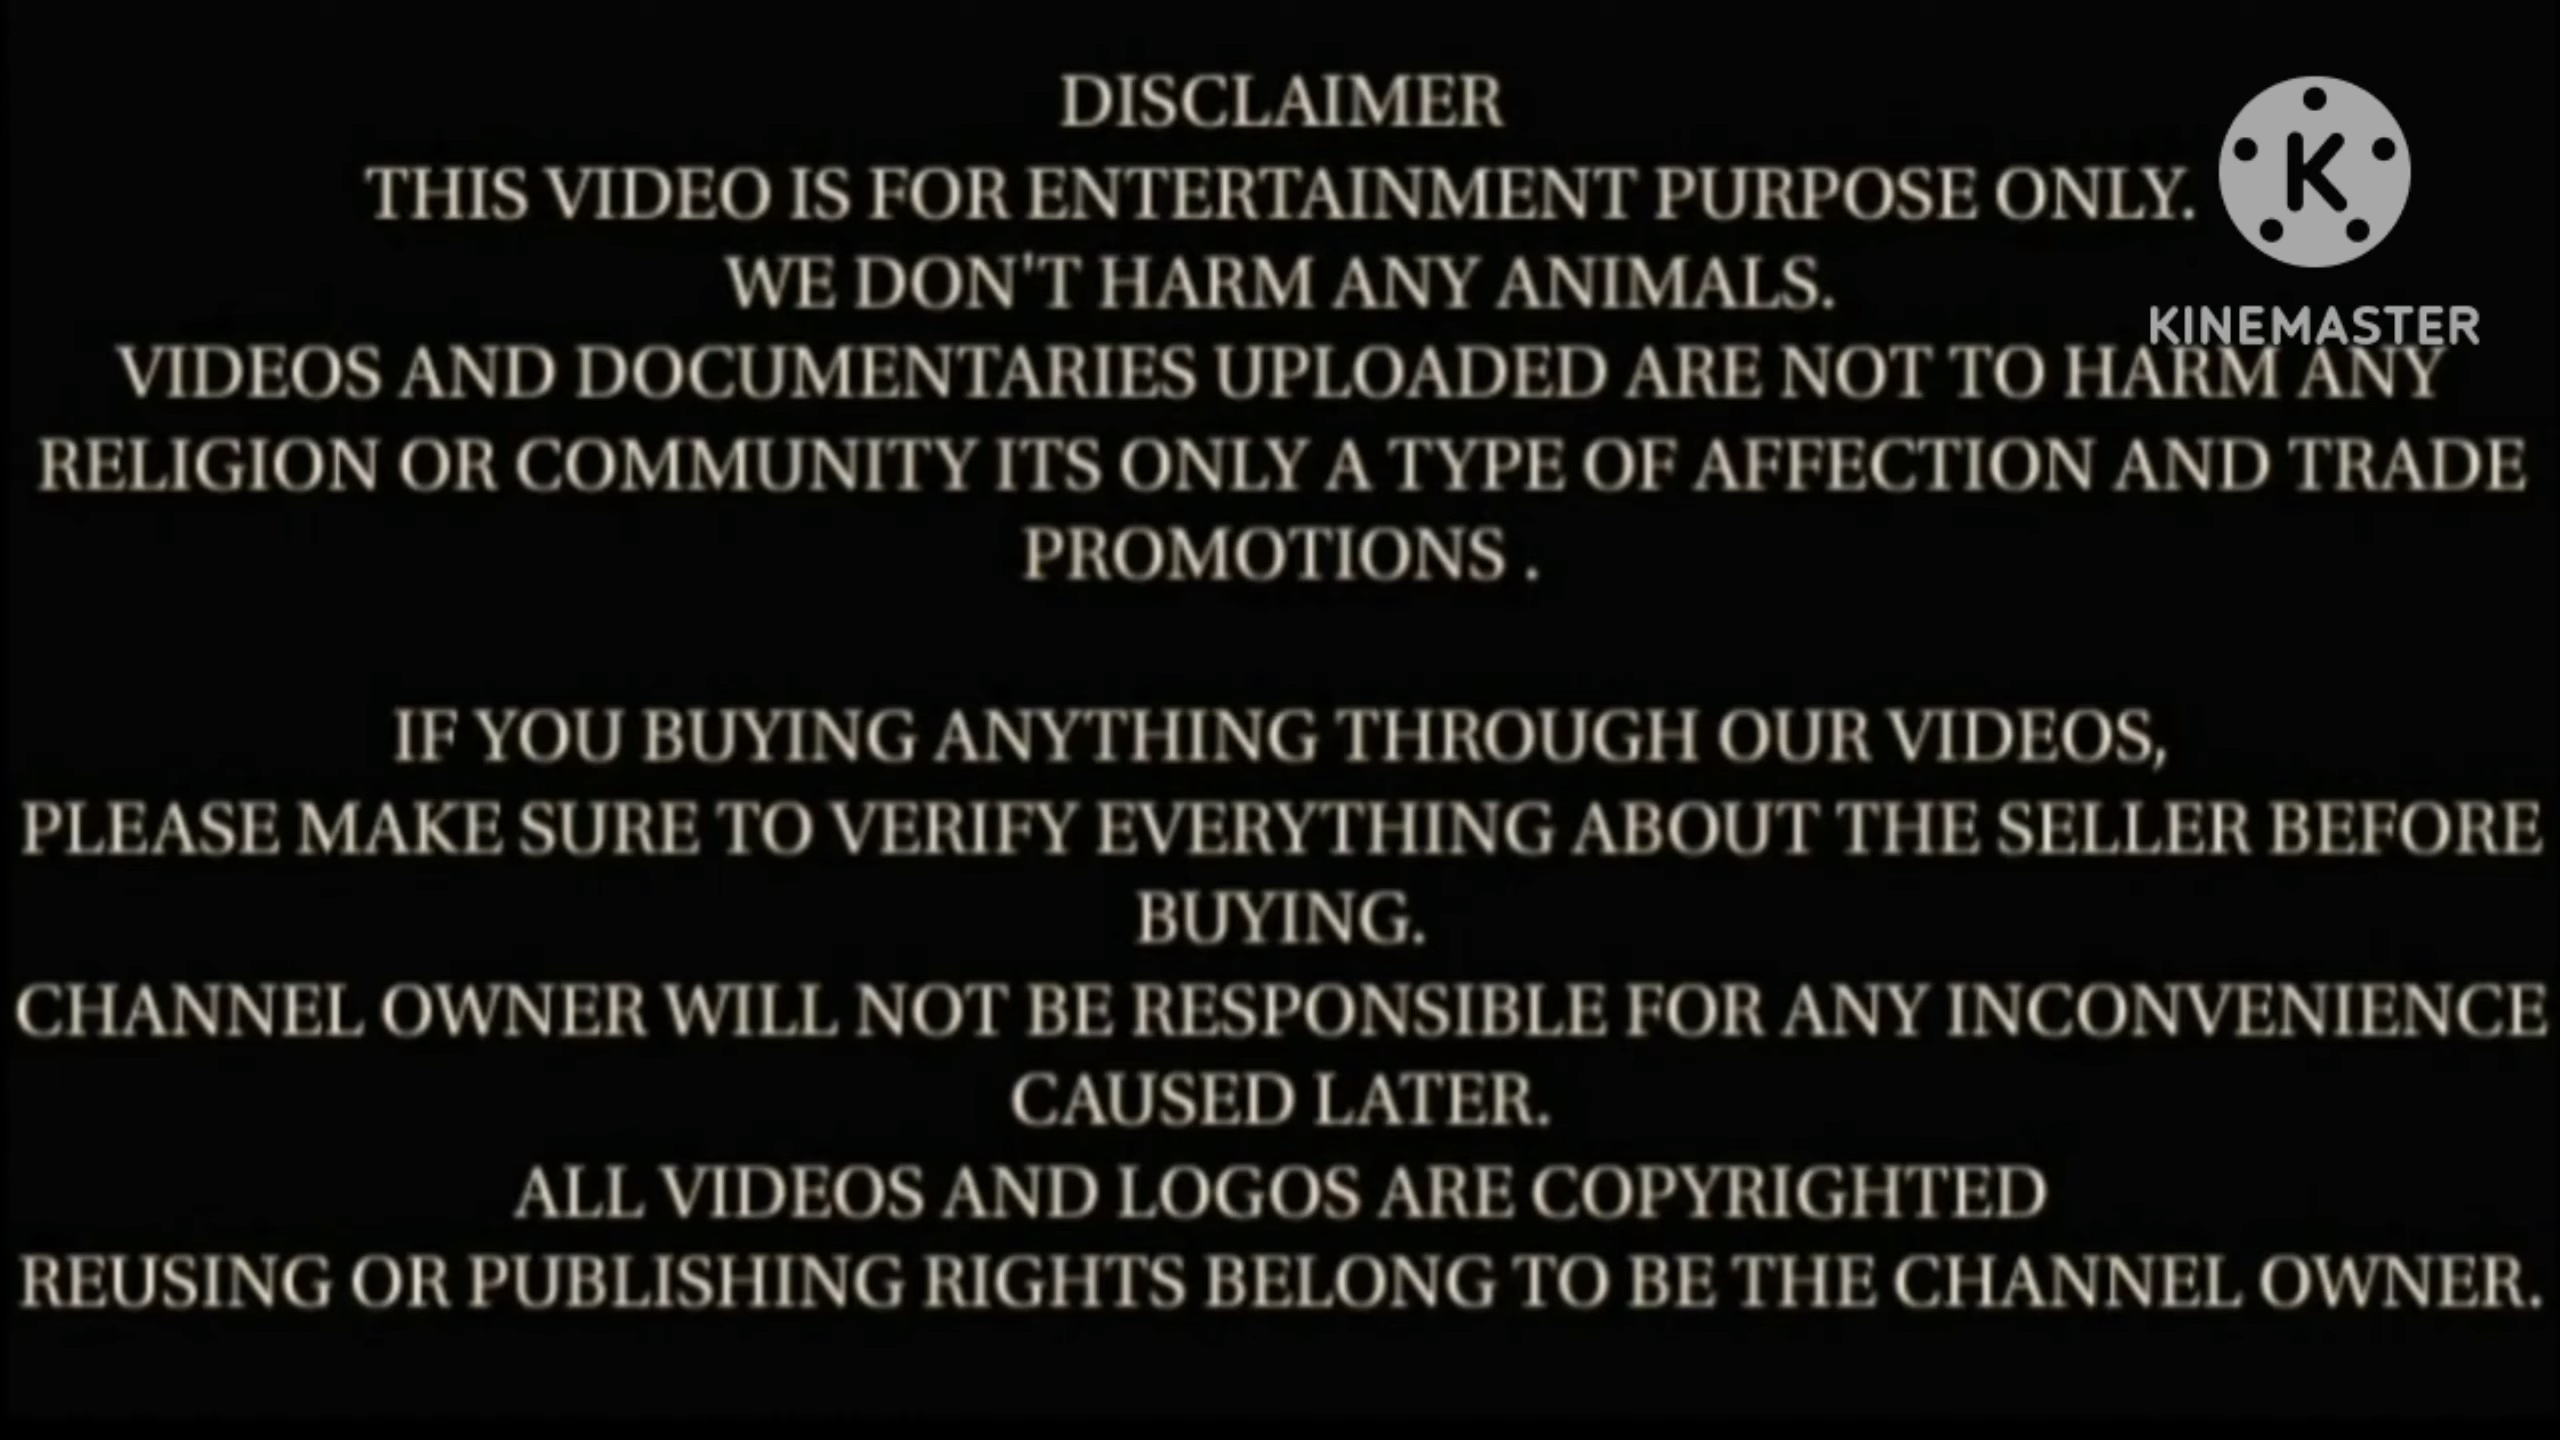 DISCLAIMER
THIS VIDEO IS FOR ENTERTAINMENT PURPOSE ONLY.
WE DON'T HARM ANY ANIMALS.
KINEMASTER
VIDEOS AND DOCUMENTARIES UPLOADED ARE NOT TO HARM ANY
RELIGION OR COMMUNITY ITS ONLY A TYPE OF AFFECTION AND TRADE
PROMOTIONS .
IF YOU BUYING ANYTHING THROUGH OUR VIDEOS,
PLEASE MAKE SURE TO VERIFY EVERYTHING ABOUT THE SELLER BEFORE
BUYING.
CHANNEL OWNER WILL NOT BE RESPONSIBLE FOR ANY INCONVENIENCE
CAUSED LATER.
ALL VIDEOS AND LOGOS ARE COPYRIGHTED
REUSING OR PUBLISHING RIGHTS BELONG TO BE THE CHANNEL OWNER.